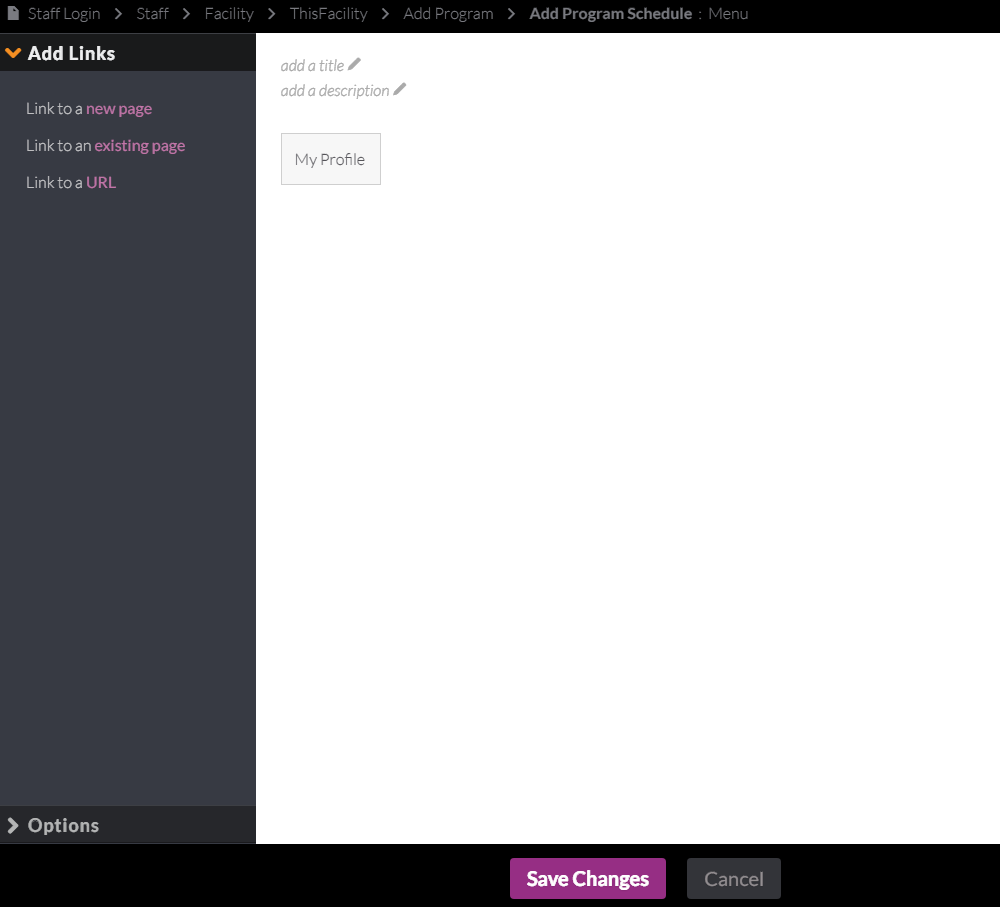 Staff Login > Staff > Facility > ThisFacility > Add Program > Add Program Schedule : Menu
Add Links
Link to a new page
Link to an existing page
Link to a URL
Options
add a title
add a description
My Profile
Save Changes
Cancel